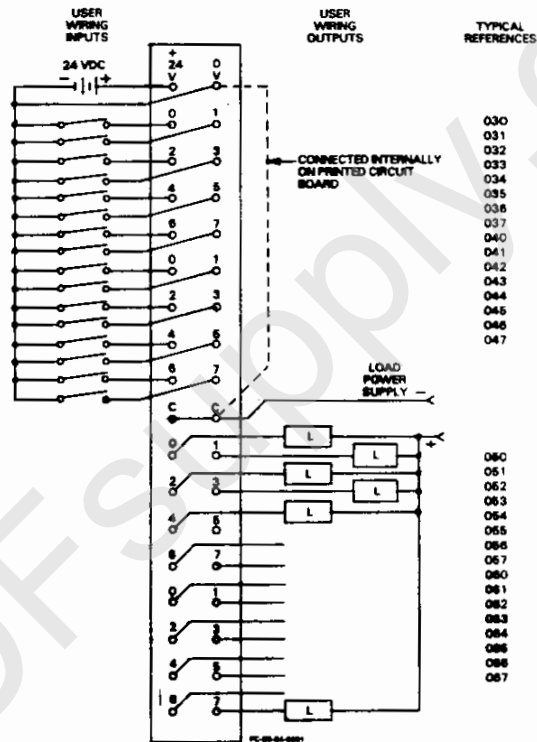 USER
WIRING
INPUTS
USER
WIRING
OUTPUTS
TYPICAL
REFERENCES
24 VDC
- +
+
24
V
0
V
0 1
2 3
4 5
6 7
0 1
2 3
4 5
6 7
C C
0 1
2 3
4 5
6 7
0 1
2 3
4 5
6 7
CONNECTED INTERNALLY
ON PRINTED CIRCUIT
BOARD
LOAD
POWER
SUPPLY -
+
L
L
L
L
L
L
030
031
032
033
034
035
036
037
040
041
042
043
044
045
046
047
050
051
052
053
054
055
056
057
060
061
062
063
064
065
066
067